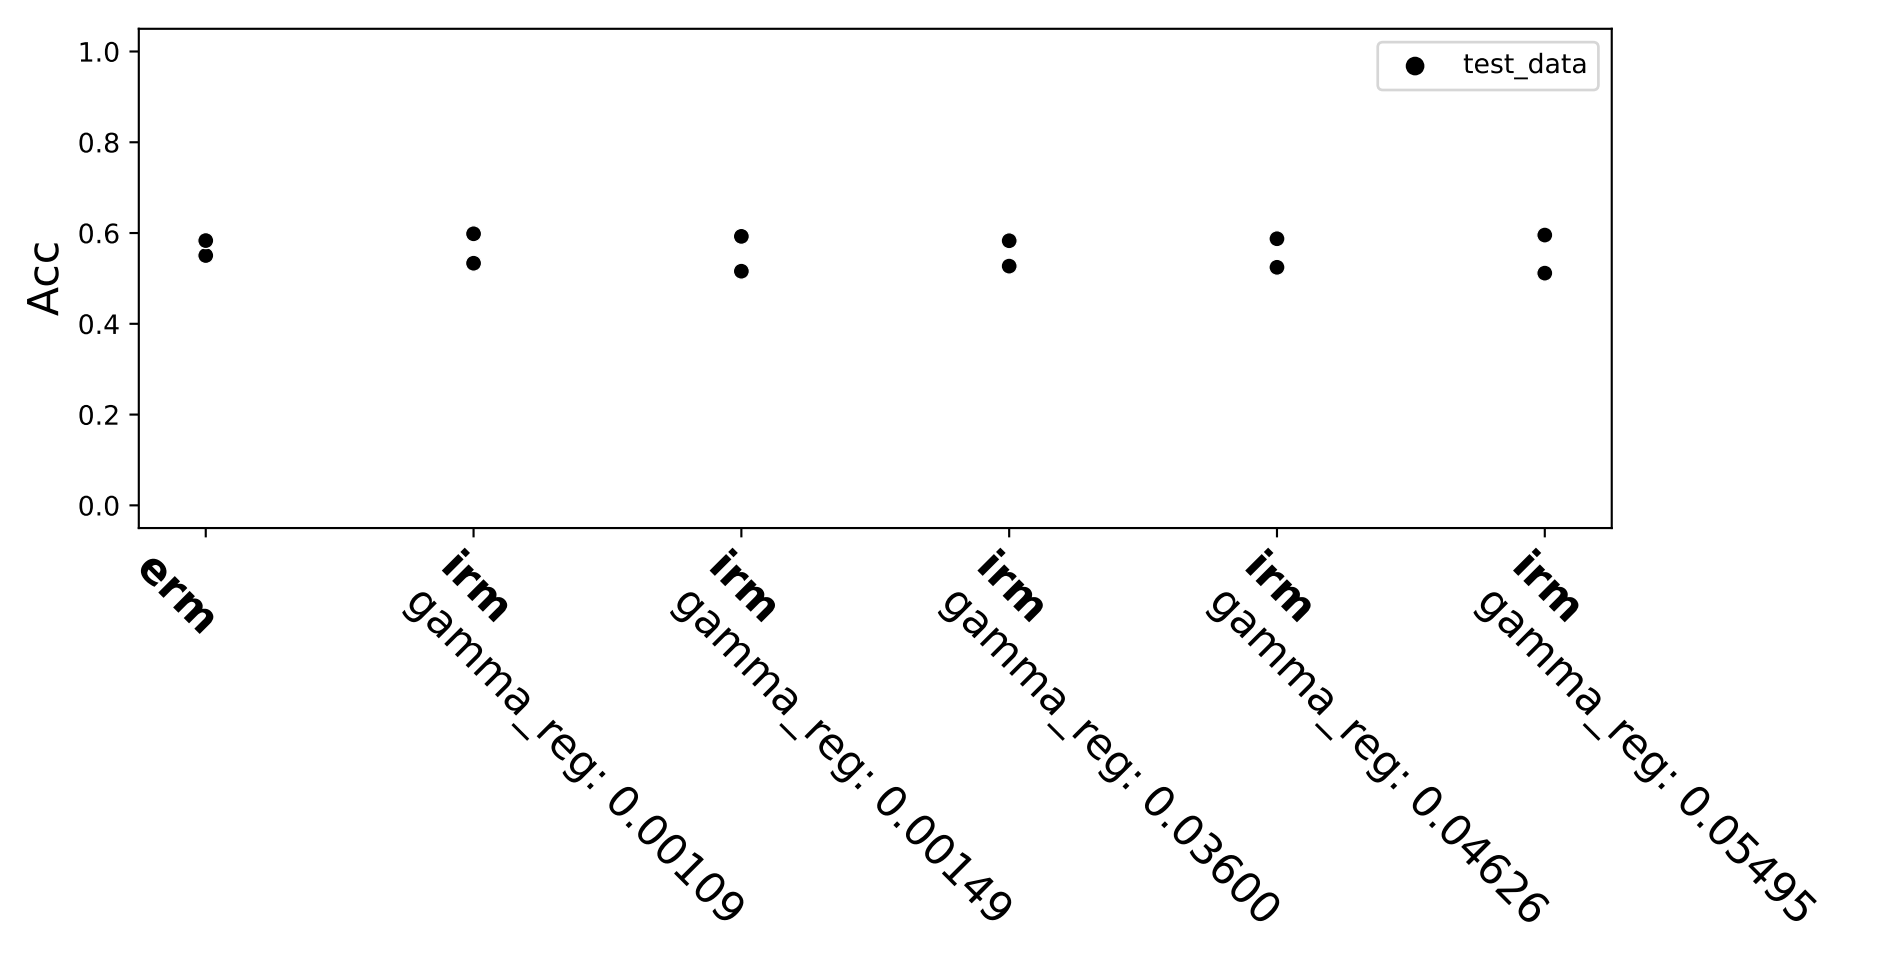 test_data
1.0
0.8
0.6
0.4
0.2
0.0
Acc
erm
irm
gamma_reg: 0.00109
irm
gamma_reg: 0.00149
irm
gamma_reg: 0.03600
irm
gamma_reg: 0.04626
irm
gamma_reg: 0.05495